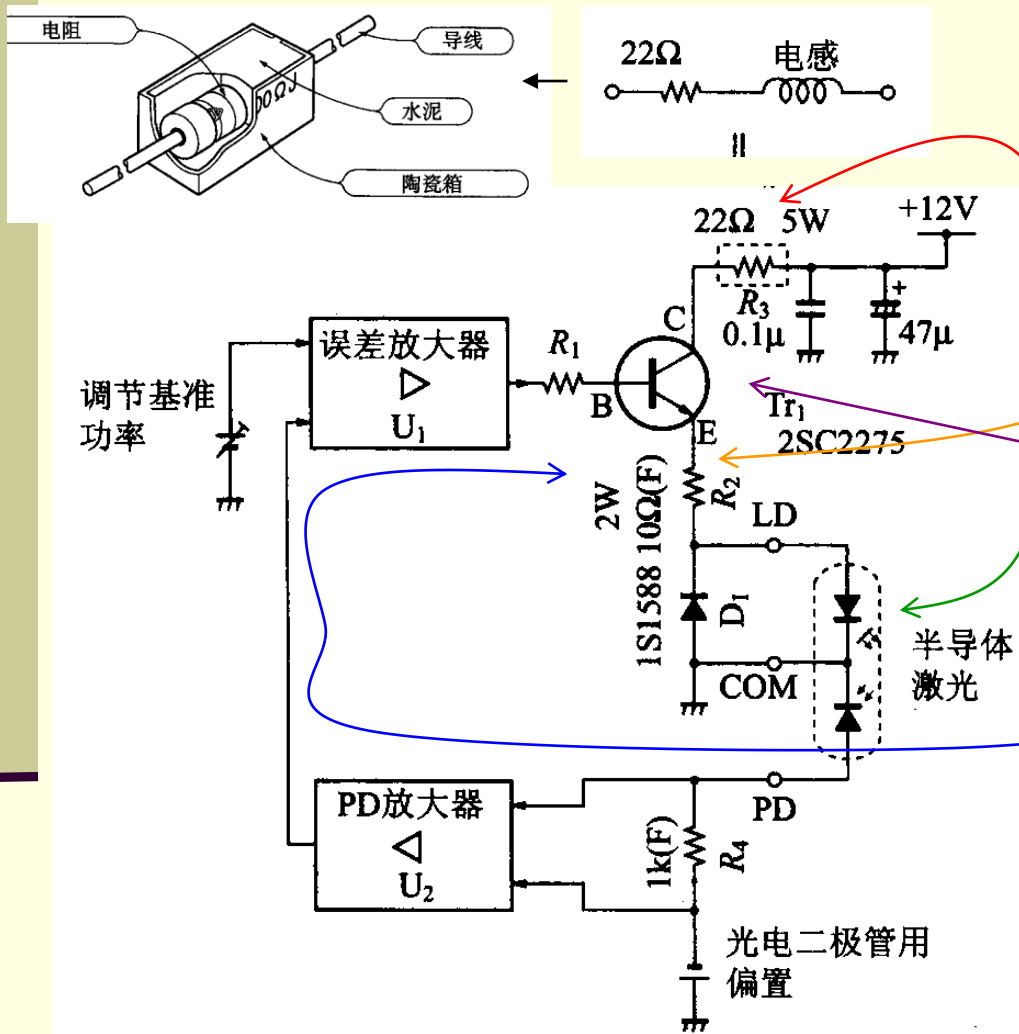 电阻
导线
水泥
陶瓷箱
22Ω
电感
22Ω 5W
+12V
R3
0.1μ
47μ
C
B
E
误差放大器
U1
R1
调节基准
功率
Tr1
2SC2275
2W
10Ω(F)
R2
1S1588
D1
LD
COM
半导体
激光
PD
PD放大器
U2
1k(F)
R4
光电二极管用
偏置